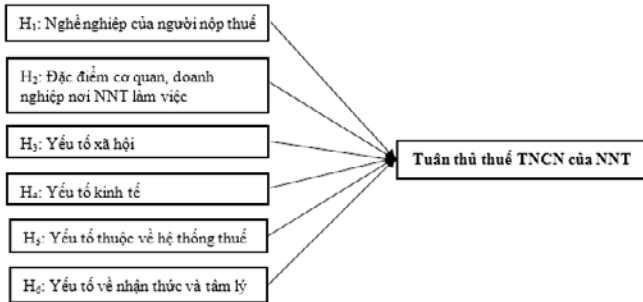 H₁: Nghề nghiệp của người nộp thuế
H₂: Đặc điểm cơ quan, doanh
nghiệp nơi NNT làm việc
H₃: Yếu tố xã hội
H₄: Yếu tố kinh tế
H₅: Yếu tố thuộc về hệ thống thuế
H₆: Yếu tố về nhận thức và tâm lý
Tuân thủ thuế TNCN của NNT